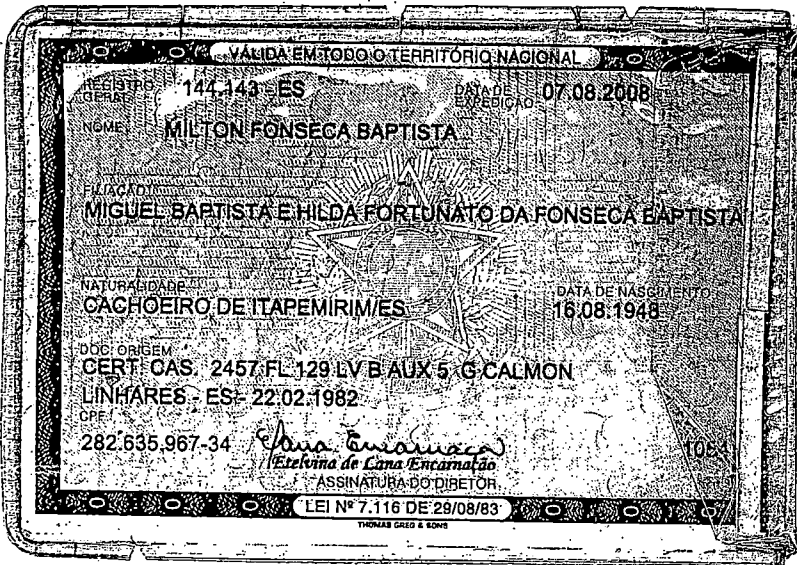 VÁLIDA EM TODO O TERRITÓRIO NACIONAL
REGISTRO GERAL 144.143 - ES DATA DE EXPEDIÇÃO 07.08.2008
NOME MILTON FONSECA BAPTISTA
FILIAÇÃO
MIGUEL BAPTISTA E HILDA FORTUNATO DA FONSECA BAPTISTA
NATURALIDADE DATA DE NASCIMENTO
CACHOEIRO DE ITAPEMIRIM/ES 16.08.1948
DOC. ORIGEM
CERT. CAS. 2457 FL 129 LV B AUX 5 G CALMON
LINHARES - ES - 22.02.1982
CPF
282.635.967-34
Etelvina de Lana Encarnação
ASSINATURA DO DIRETOR
LEI Nº 7.116 DE 29/08/83
THOMAS GREG & SONS